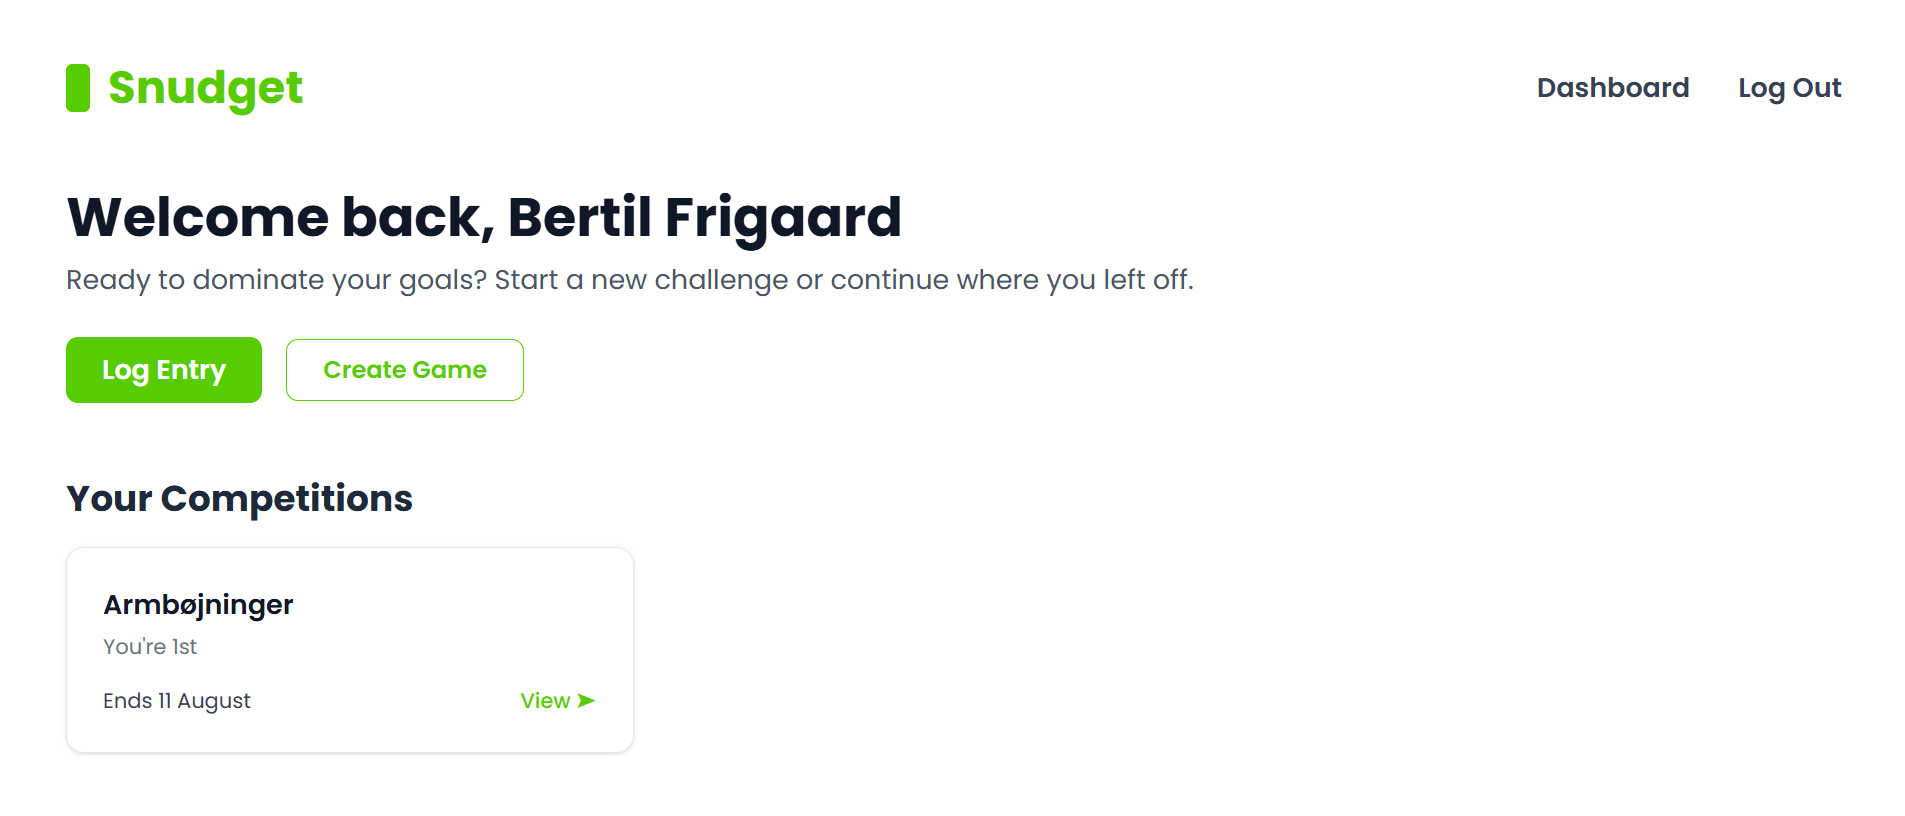 Snudget
Dashboard
Log Out
Welcome back, Bertil Frigaard
Ready to dominate your goals? Start a new challenge or continue where you left off.
Log Entry
Create Game
Your Competitions
Armbøjninger
You're 1st
Ends 11 August
View ➤